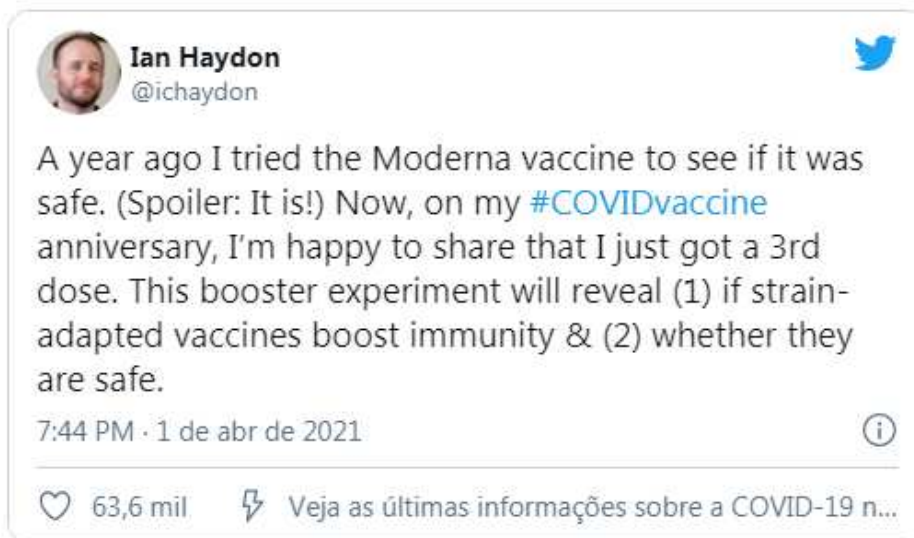 Ian Haydon
@ichaydon
A year ago I tried the Moderna vaccine to see if it was
safe. (Spoiler: It is!) Now, on my #COVIDvaccine
anniversary, I'm happy to share that I just got a 3rd
dose. This booster experiment will reveal (1) if strain-
adapted vaccines boost immunity & (2) whether they
are safe.
7:44 PM · 1 de abr de 2021
63,6 mil
Veja as últimas informações sobre a COVID-19 n...